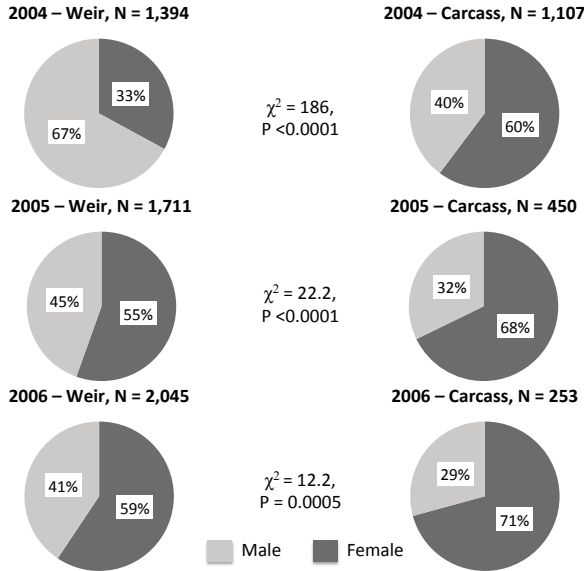 2004 – Weir, N = 1,394
2004 – Carcass, N = 1,107
33%
67%
χ² = 186,
P <0.0001
40%
60%
2005 – Weir, N = 1,711
2005 – Carcass, N = 450
45%
55%
χ² = 22.2,
P <0.0001
32%
68%
2006 – Weir, N = 2,045
2006 – Carcass, N = 253
41%
59%
χ² = 12.2,
P = 0.0005
29%
71%
Male
Female